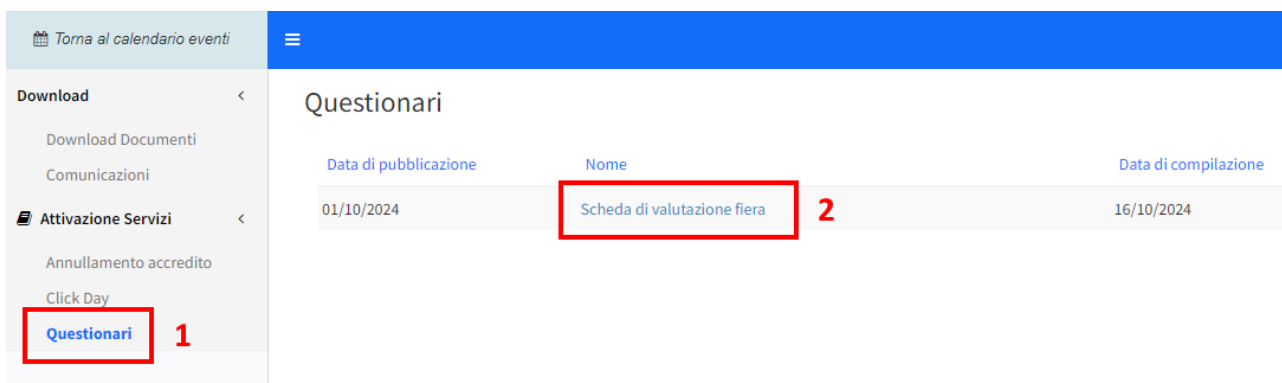 Torna al calendario eventi
Download
Download Documenti
Comunicazioni
Attivazione Servizi
Annullamento accredito
Click Day
Questionari 1
Questionari
Data di pubblicazione Nome Data di compilazione
01/10/2024 Scheda di valutazione fiera 2 16/10/2024